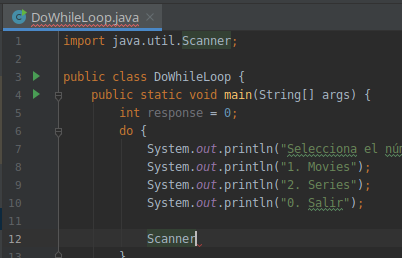 DoWhileLoop.java
1 import java.util.Scanner;
2
3 public class DoWhileLoop {
4 public static void main(String[] args) {
5 int response = 0;
6 do {
7 System.out.println("Selecciona el nú
8 System.out.println("1. Movies");
9 System.out.println("2. Series");
10 System.out.println("0. Salir");
11
12 Scanner
13 }